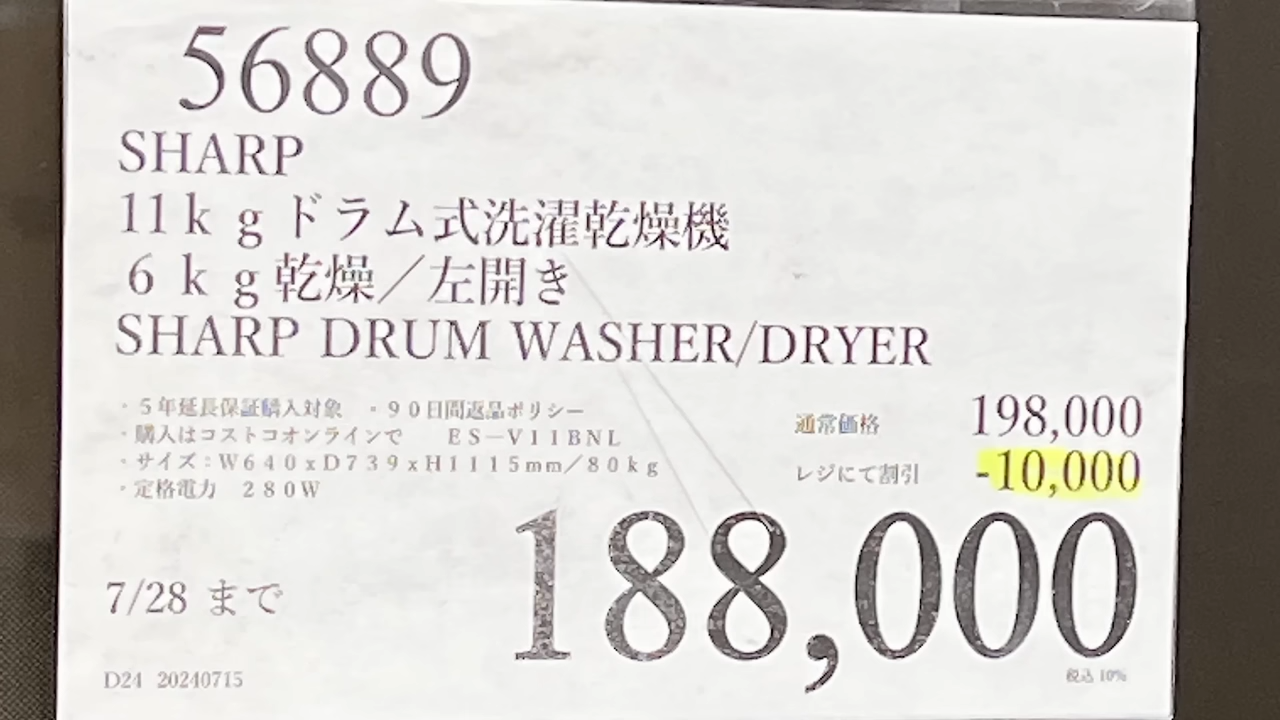 56889
SHARP
11ｋｇドラム式洗濯乾燥機
６ｋｇ乾燥／左開き
SHARP DRUM WASHER/DRYER
・５年延長保証購入対象　・９０日間返品ポリシー
・購入はコストコオンラインで　　ＥＳ－Ｖ１１ＢＮＬ
・サイズ：Ｗ６４０ｘＤ７３９ｘＨ１１１５mm／８０ｋｇ
・定格電力　２８０Ｗ
通常価格 198,000
レジにて割引 -10,000
188,000
7/28 まで
税込 10%
D24 20240715